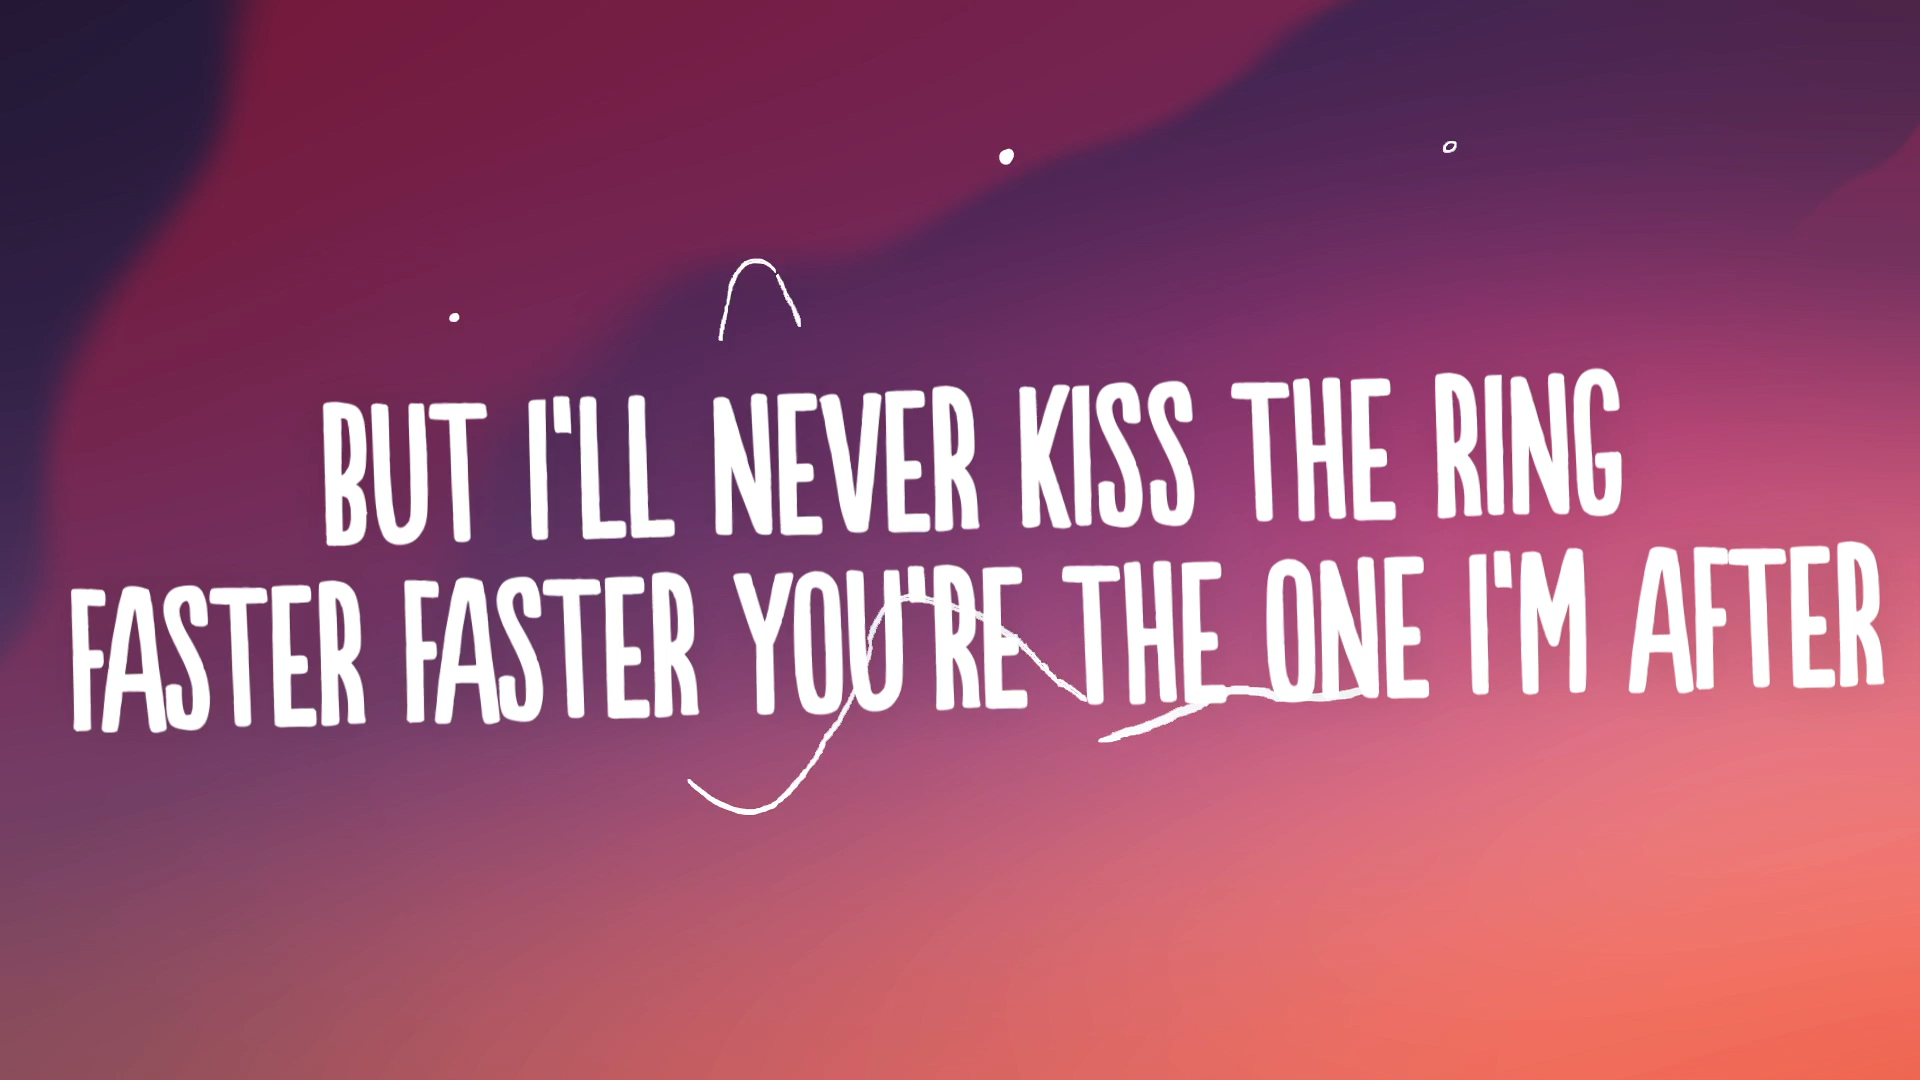 BUT I'LL NEVER KISS THE RING
FASTER FASTER YOU'RE THE ONE I'M AFTER